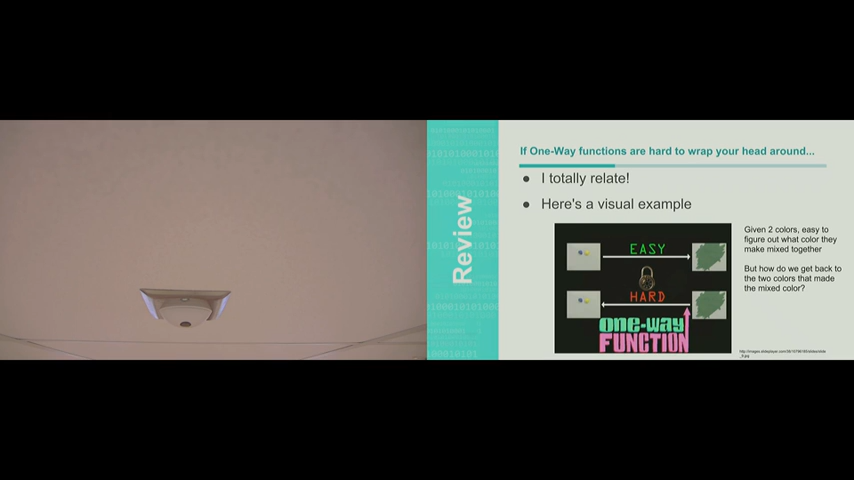 If One-Way functions are hard to wrap your head around...
● I totally relate!
● Here's a visual example
Review
EASY
HARD
one-way
FUNCTION
Given 2 colors, easy to
figure out what color they
make mixed together
But how do we get back to
the two colors that made
the mixed color?